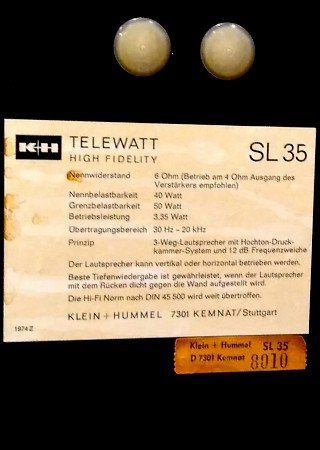 K+H TELEWATT SL 35
HIGH FIDELITY
Nennwiderstand 6 Ohm (Betrieb am 4 Ohm Ausgang des
Verstärkers empfohlen)
Nennbelastbarkeit 40 Watt
Grenzbelastbarkeit 50 Watt
Betriebsleistung 3,35 Watt
Übertragungsbereich 30 Hz – 20 kHz
Prinzip 3-Weg-Lautsprecher mit Hochton-Druck-
kammer-System und 12 dB Frequenzweiche
Der Lautsprecher kann vertikal oder horizontal betrieben werden.
Beste Tiefenwiedergabe ist gewährleistet, wenn der Lautsprecher
mit dem Rücken dicht gegen die Wand aufgestellt wird.
Die Hi-Fi Norm nach DIN 45 500 wird weit übertroffen.
KLEIN + HUMMEL 7301 KEMNAT/Stuttgart
1974 Z
Klein + Hummel SL 35
D 7301 Kemnat 8010